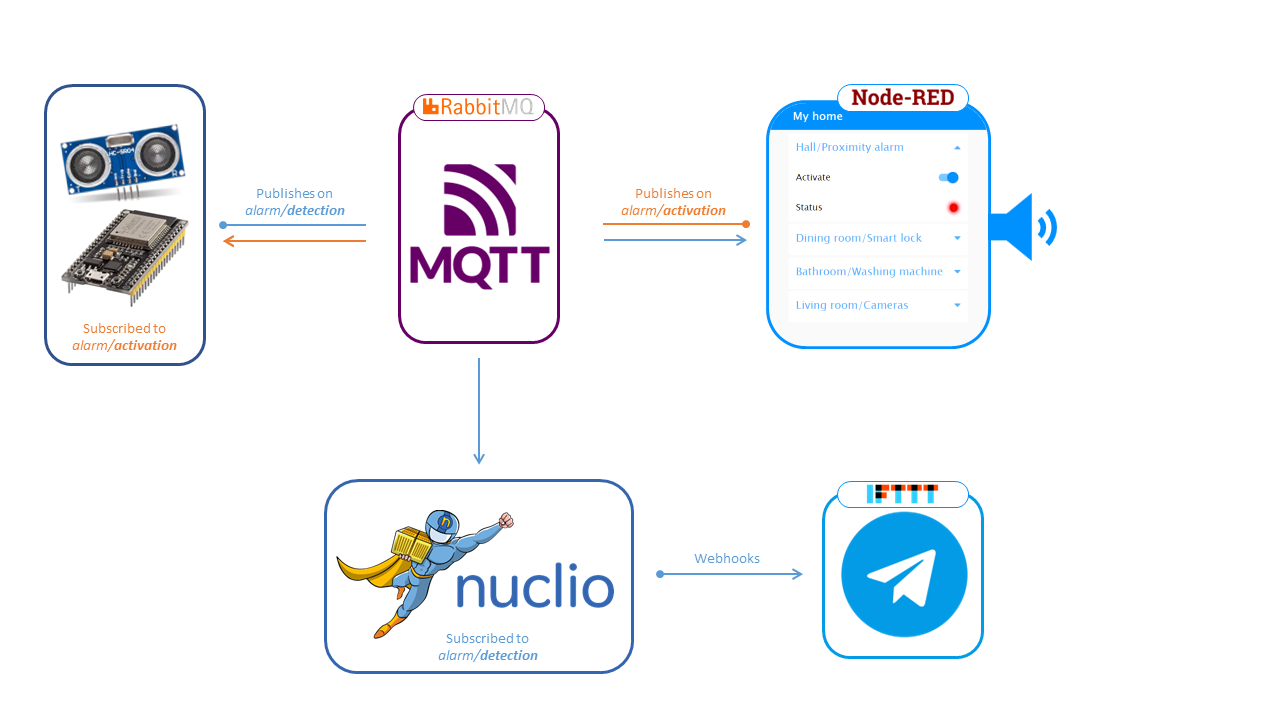 HC-SR04
R
Subscribed to
alarm/activation
Publishes on
alarm/detection
RabbitMQ
MQTT
Publishes on
alarm/activation
Node-RED
My home
Hall/Proximity alarm
Activate
Status
Dining room/Smart lock
Bathroom/Washing machine
Living room/Cameras
n
nuclio
Subscribed to
alarm/detection
Webhooks
IFTTT